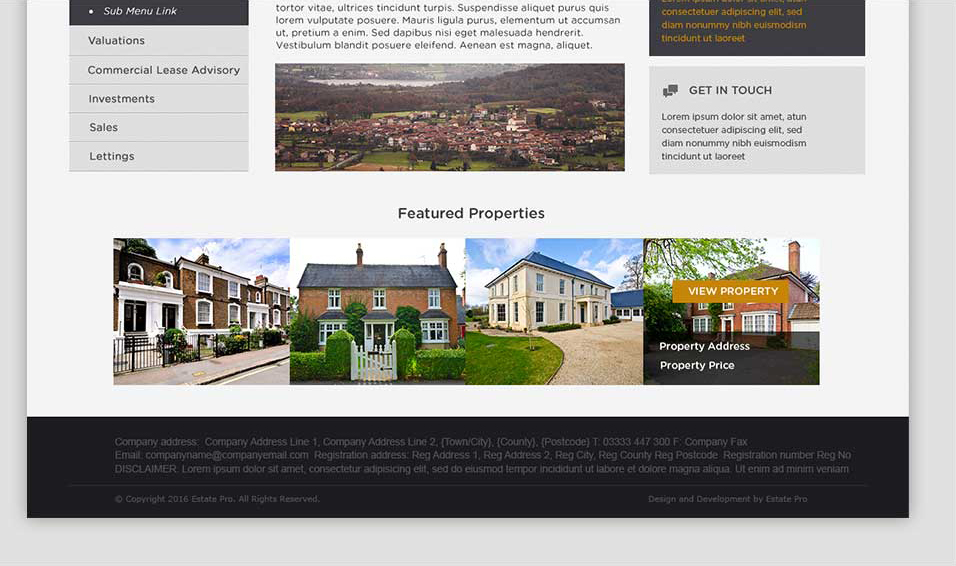 Sub Menu Link
Valuations
Commercial Lease Advisory
Investments
Sales
Lettings
tortor vitae, ultrices tincidunt turpis. Suspendisse aliquet purus quis
lorem vulputate posuere. Mauris ligula purus, elementum ut accumsan
ut, pretium a enim. Sed dapibus nisi eget malesuada hendrerit.
Vestibulum blandit posuere eleifend. Aenean est magna, aliquet.
consectetuer adipiscing elit, sed
diam nonummy nibh euismodism
tincidunt ut laoreet
GET IN TOUCH
Lorem ipsum dolor sit amet, atun
consectetuer adipiscing elit, sed
diam nonummy nibh euismodism
tincidunt ut laoreet
Featured Properties
VIEW PROPERTY
Property Address
Property Price
Company address: Company Address Line 1, Company Address Line 2, {Town/City}, {County}, {Postcode} T: 03333 447 300 F: Company Fax
Email: companyname@companyemail.com Registration address: Reg Address 1, Reg Address 2, Reg City, Reg County Reg Postcode Registration number Reg No
DISCLAIMER: Lorem ipsum dolor sit amet, consectetur adipisicing elit, sed do eiusmod tempor incididunt ut labore et dolore magna aliqua. Ut enim ad minim veniam
© Copyright 2016 Estate Pro. All Rights Reserved.
Design and Development by Estate Pro